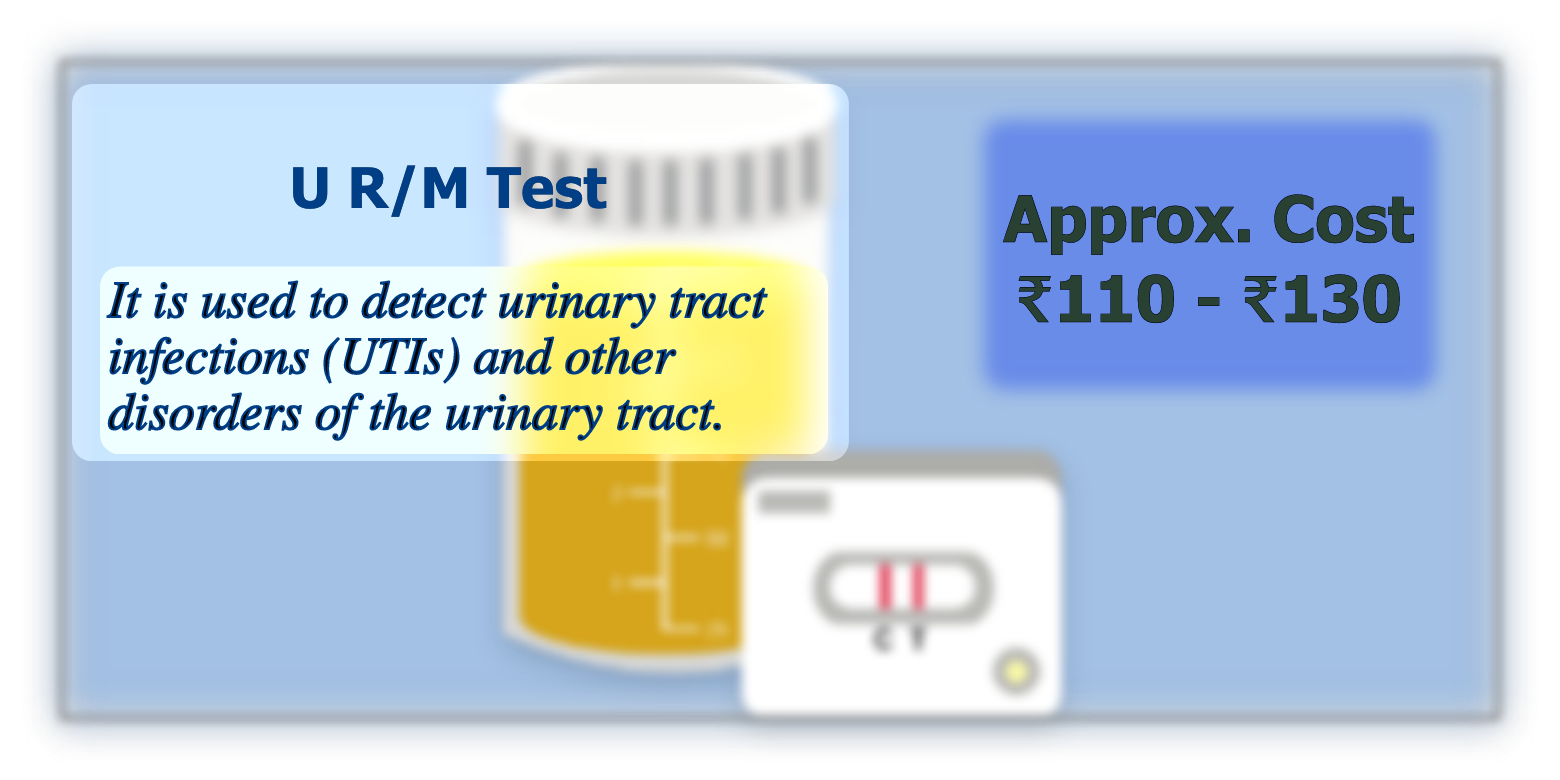 U R/M Test
It is used to detect urinary tract
infections (UTIs) and other
disorders of the urinary tract.
Approx. Cost
₹110 - ₹130
C T